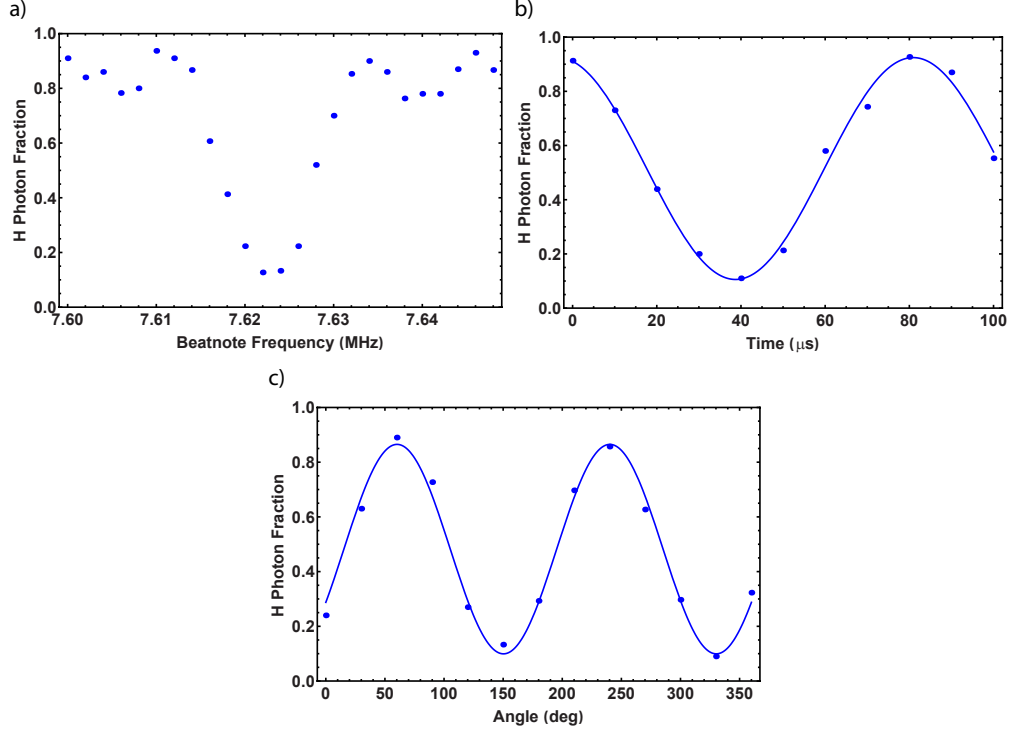 a)
1.0
0.8
0.6
0.4
0.2
0.0
H Photon Fraction
7.60 7.61 7.62 7.63 7.64
Beatnote Frequency (MHz)
b)
1.0
0.8
0.6
0.4
0.2
0.0
H Photon Fraction
0 20 40 60 80 100
Time (μs)
c)
1.0
0.8
0.6
0.4
0.2
0.0
H Photon Fraction
0 50 100 150 200 250 300 350
Angle (deg)